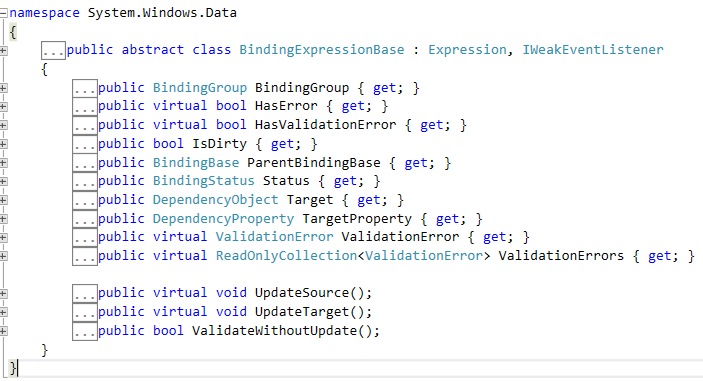 namespace System.Windows.Data
{
...public abstract class BindingExpressionBase : Expression, IWeakEventListener
{
...public BindingGroup BindingGroup { get; }
...public virtual bool HasError { get; }
...public virtual bool HasValidationError { get; }
...public bool IsDirty { get; }
...public BindingBase ParentBindingBase { get; }
...public BindingStatus Status { get; }
...public DependencyObject Target { get; }
...public DependencyProperty TargetProperty { get; }
...public virtual ValidationError ValidationError { get; }
...public virtual ReadOnlyCollection<ValidationError> ValidationErrors { get; }
...public virtual void UpdateSource();
...public virtual void UpdateTarget();
...public bool ValidateWithoutUpdate();
}
}